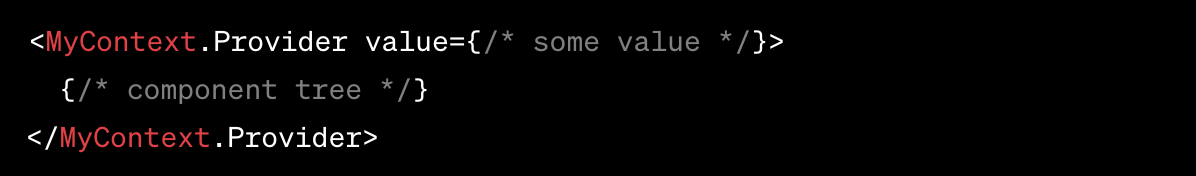 <MyContext.Provider value={/* some value */}>
{/* component tree */}
</MyContext.Provider>